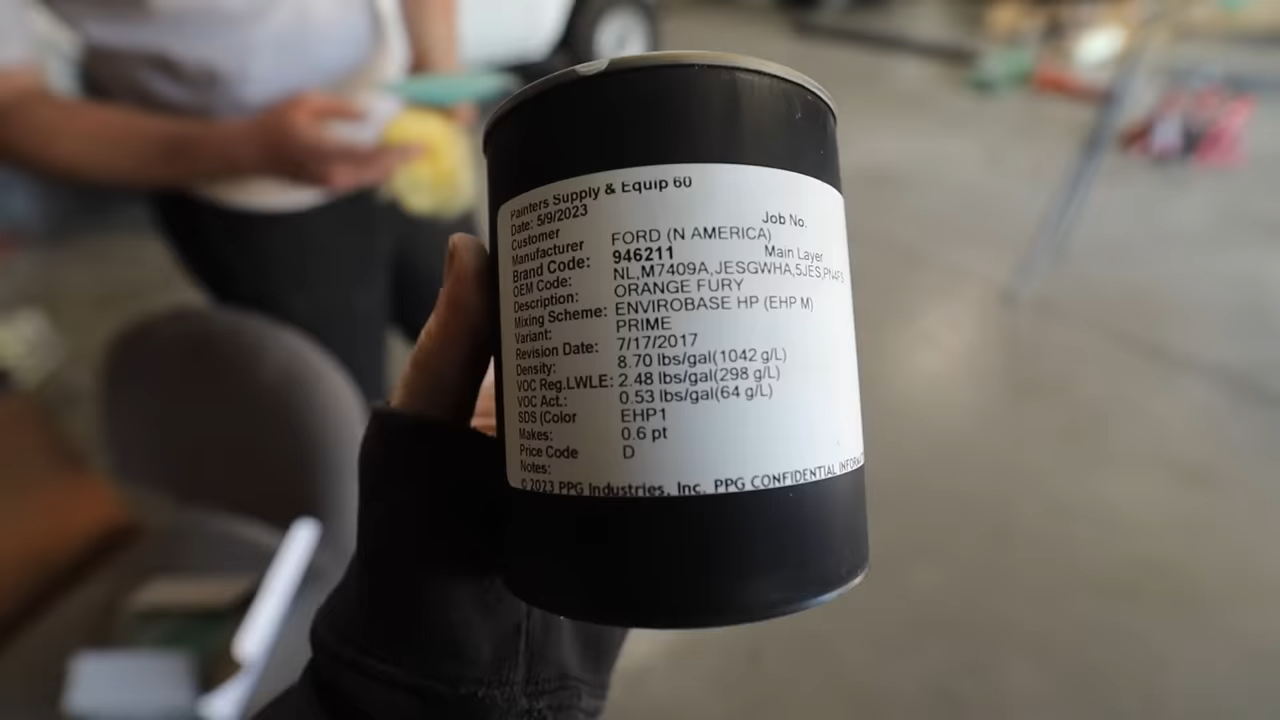 Painters Supply & Equip 60
Date: 5/9/2023
Customer Job No.
Manufacturer FORD (N AMERICA)
Brand Code: 946211 Main Layer
OEM Code: NL,M7409A,JESGWHA,5JES,
Description: ORANGE FURY
Mixing Scheme: ENVIROBASE HP (EHP M)
Variant: PRIME
Revision Date: 7/17/2017
Density: 8.70 lbs/gal(1042 g/L)
VOC Reg.LWLE: 2.48 lbs/gal(298 g/L)
VOC Act.: 0.53 lbs/gal(64 g/L)
SDS (Color EHP1
Makes: 0.6 pt
Price Code D
Notes:
©2023 PPG Industries, Inc. PPG CONFIDENTIAL